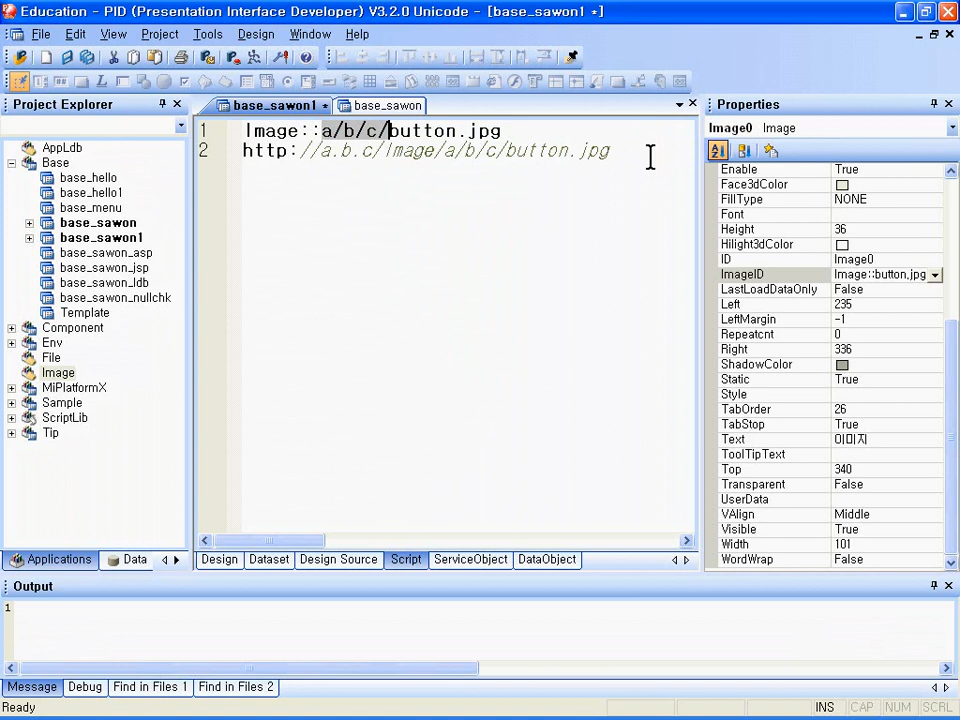 Education - PID (Presentation Interface Developer) V3.2.0 Unicode - [base_sawon1 *]
File Edit View Project Tools Design Window Help
Project Explorer
base_sawon1 * base_sawon
Properties
Image0 Image
AppLdb
Base
base_hello
base_hello1
base_menu
base_sawon
base_sawon1
base_sawon_asp
base_sawon_jsp
base_sawon_ldb
base_sawon_nullchk
Template
Component
Env
File
Image
MiPlatformX
Sample
ScriptLib
Tip
Applications Data
1 Image::a/b/c/button.jpg
2 http://a.b.c/image/a/b/c/button.jpg
Design Dataset Design Source Script ServiceObject DataObject
Enable True
Face3dColor
FillType NONE
Font
Height 36
Hilight3dColor
ID Image0
ImageID Image::button.jpg
LastLoadDataOnly False
Left 235
LeftMargin -1
Repeatcnt 0
Right 336
ShadowColor
Static True
Style
TabOrder 26
TabStop True
Text 이미지
ToolTipText
Top 340
Transparent False
UserData
VAlign Middle
Visible True
Width 101
WordWrap False
Output
1
Message Debug Find in Files 1 Find in Files 2
Ready
INS CAP NUM SCRL